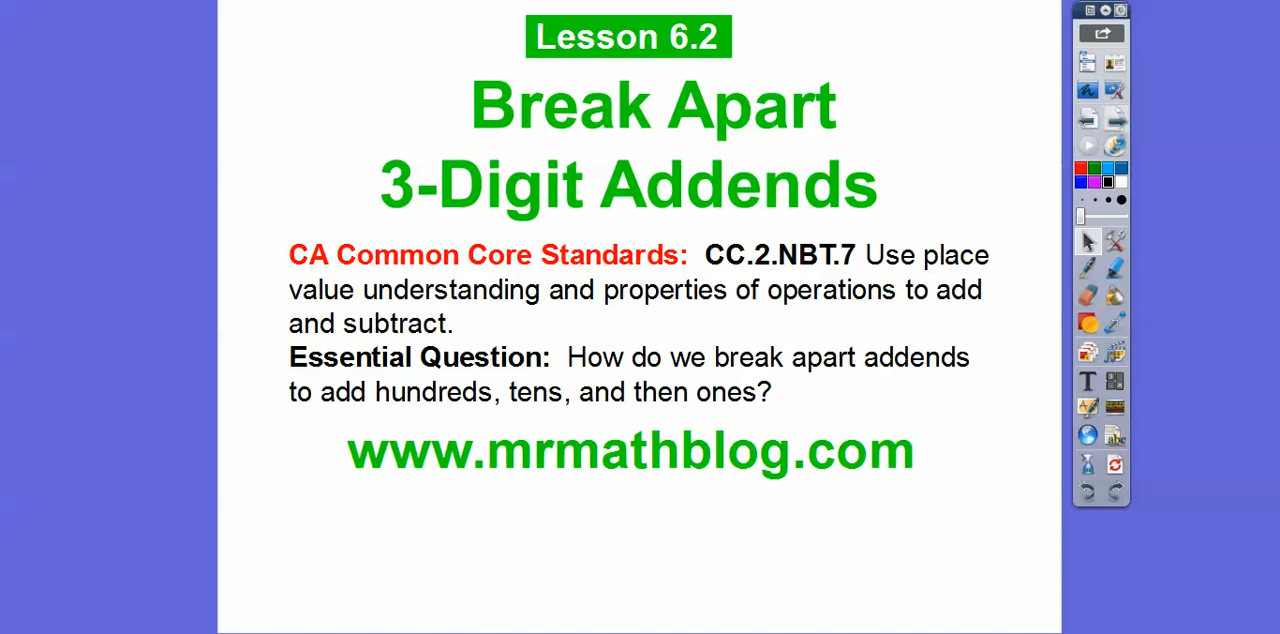 Lesson 6.2
Break Apart
3-Digit Addends
CA Common Core Standards: CC.2.NBT.7 Use place
value understanding and properties of operations to add
and subtract.
Essential Question: How do we break apart addends
to add hundreds, tens, and then ones?
www.mrmathblog.com